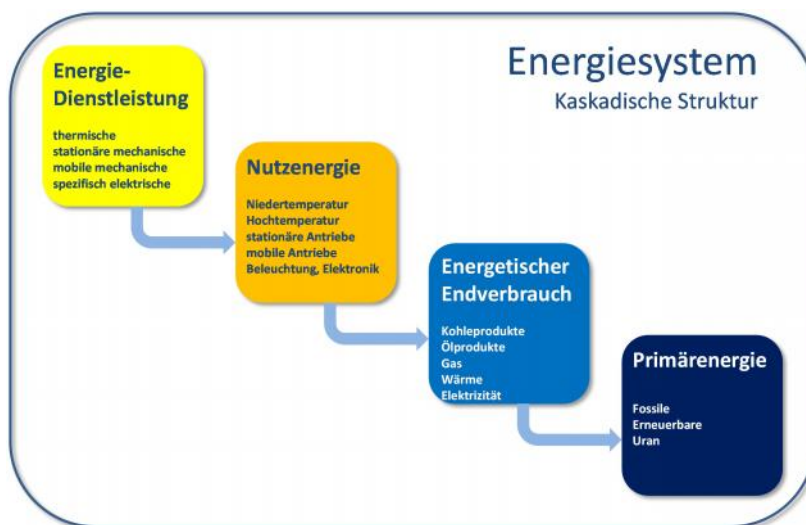 Energiesystem
Kaskadische Struktur
Energie-
Dienstleistung
thermische
stationäre mechanische
mobile mechanische
spezifisch elektrische
Nutzenergie
Niedertemperatur
Hochtemperatur
stationäre Antriebe
mobile Antriebe
Beleuchtung, Elektronik
Energetischer
Endverbrauch
Kohleprodukte
Ölprodukte
Gas
Wärme
Elektrizität
Primärenergie
Fossile
Erneuerbare
Uran